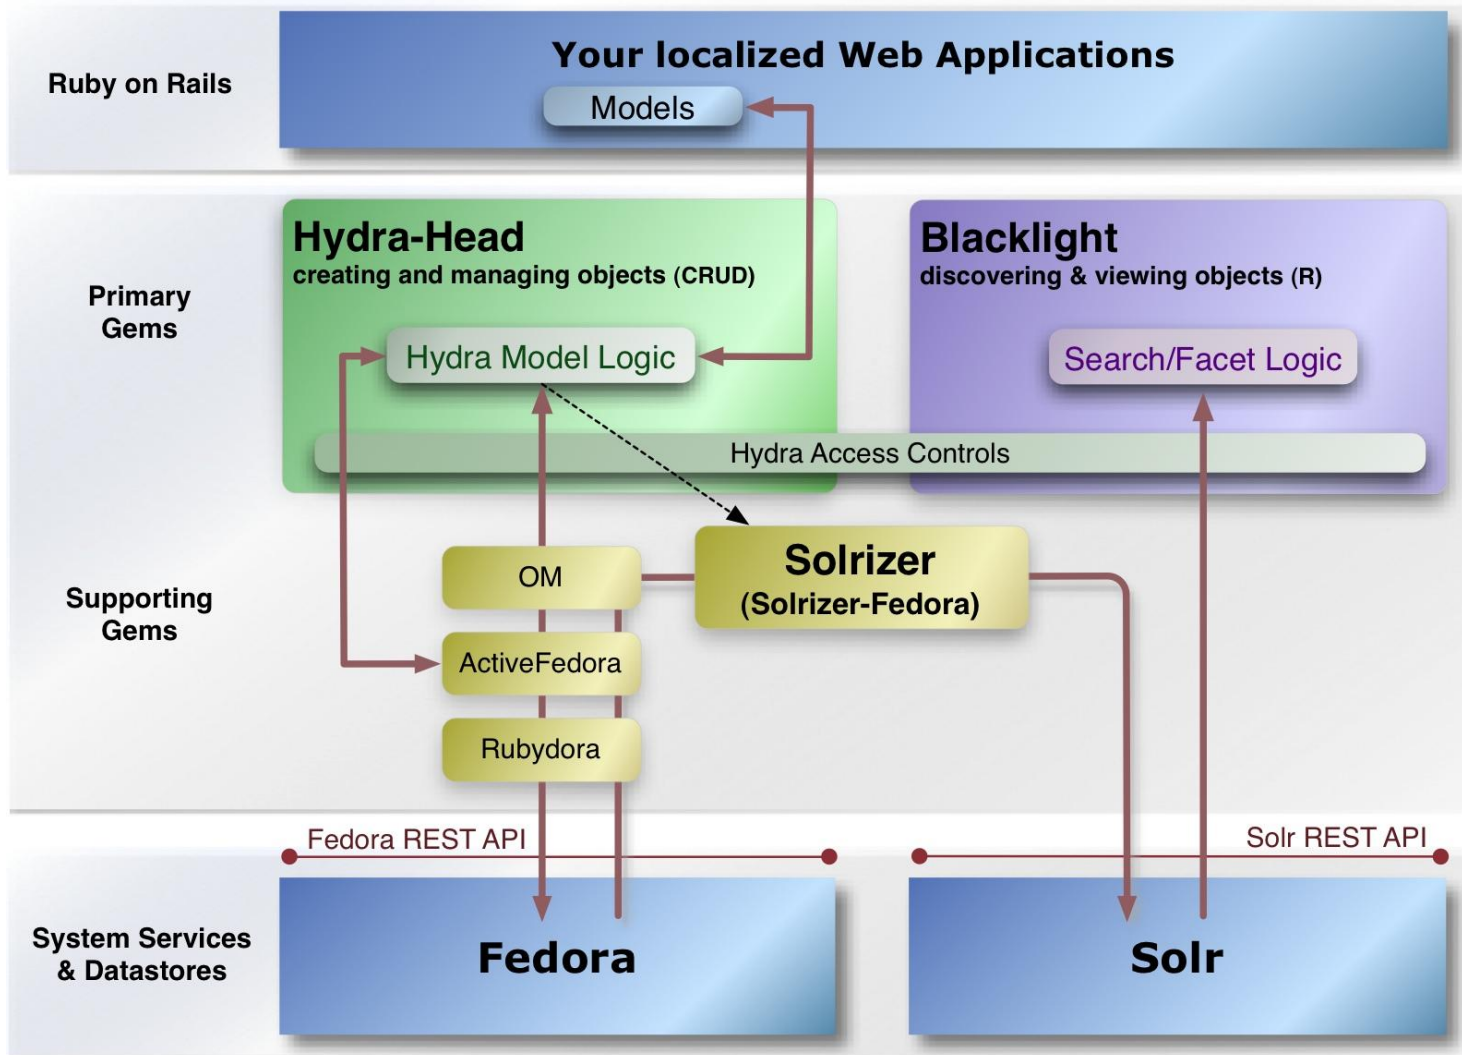 Your localized Web Applications
Ruby on Rails
Models
Hydra-Head
creating and managing objects (CRUD)
Blacklight
discovering & viewing objects (R)
Primary
Gems
Hydra Model Logic
Search/Facet Logic
Hydra Access Controls
Supporting
Gems
OM
Solrizer
(Solrizer-Fedora)
ActiveFedora
Rubydora
Fedora REST API
Solr REST API
System Services
& Datastores
Fedora
Solr